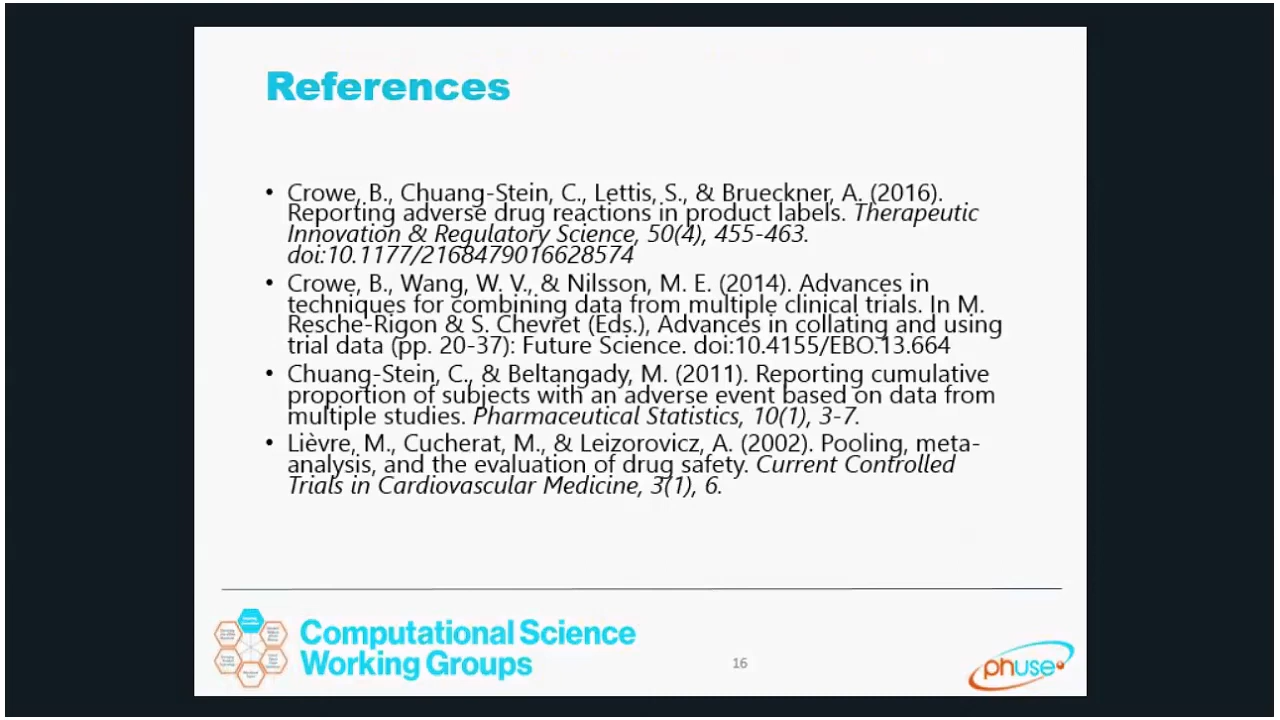 References
• Crowe, B., Chuang-Stein, C., Lettis, S., & Brueckner, A. (2016).
Reporting adverse drug reactions in product labels. Therapeutic
Innovation & Regulatory Science, 50(4), 455-463.
doi:10.1177/2168479016628574
• Crowe, B., Wang, W. V., & Nilsson, M. E. (2014). Advances in
techniques for combining data from multiple clinical trials. In M.
Resche-Rigon & S. Chevret (Eds.), Advances in collating and using
trial data (pp. 20-37): Future Science. doi:10.4155/EBO.13.664
• Chuang-Stein, C., & Beltangady, M. (2011). Reporting cumulative
proportion of subjects with an adverse event based on data from
multiple studies. Pharmaceutical Statistics, 10(1), 3-7.
• Lièvre, M., Cucherat, M., & Leizorovicz, A. (2002). Pooling, meta-
analysis, and the evaluation of drug safety. Current Controlled
Trials in Cardiovascular Medicine, 3(1), 6.
Computational Science
Working Groups
16
phuse